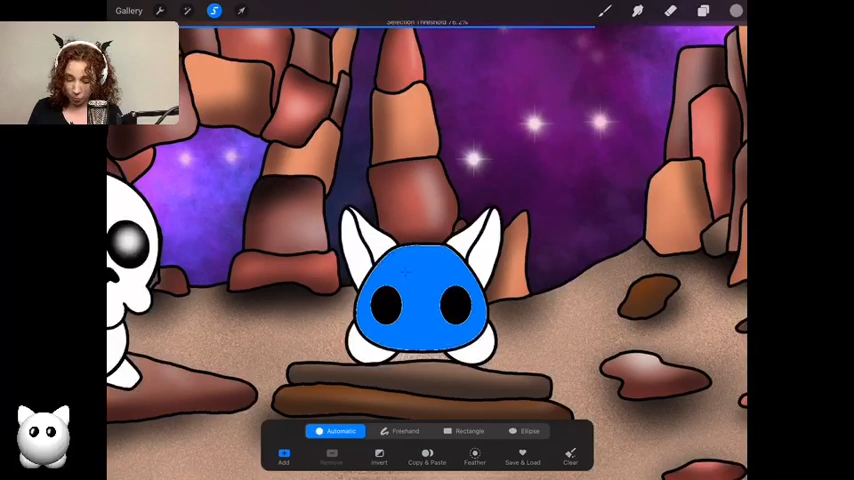 Gallery
Selection Threshold 76.2%
Automatic Freehand Rectangle Ellipse
Add Remove Invert Copy & Paste Feather Save & Load Clear